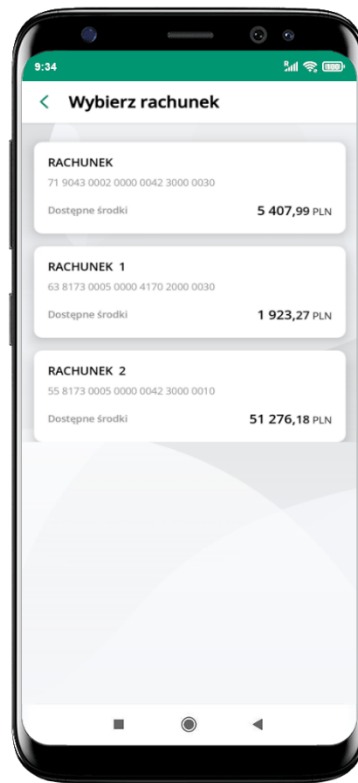 9:34
Wybierz rachunek
RACHUNEK
71 9043 0002 0000 0042 3000 0030
Dostępne środki 5 407,99 PLN
RACHUNEK 1
63 8173 0005 0000 4170 2000 0030
Dostępne środki 1 923,27 PLN
RACHUNEK 2
55 8173 0005 0000 0042 3000 0010
Dostępne środki 51 276,18 PLN